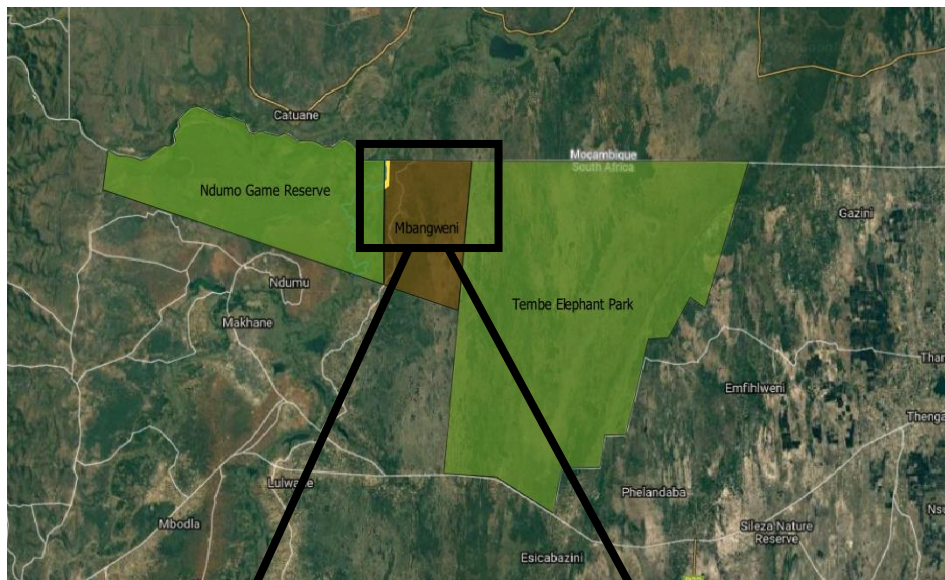 Catuane
Moçambique
South Africa
Ndumo Game Reserve
Gazini
Mbangweni
Ndumu
Tembe Elephant Park
Makhane
Emfihlweni
Lulwane
Phelandaba
Mbodla
Sileza Nature
Reserve
Esicabazini